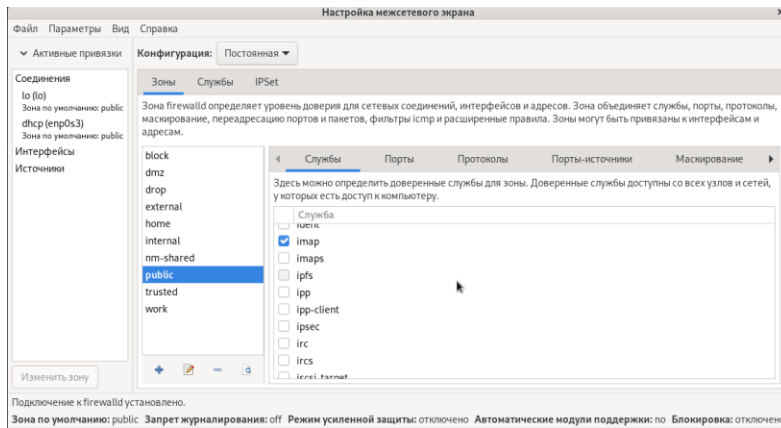 Настройка межсетевого экрана
Файл Параметры Вид Справка
Активные привязки
Конфигурация: Постоянная
Соединения
lo (lo)
Зона по умолчанию: public
dhcp (enp0s3)
Зона по умолчанию: public
Интерфейсы
Источники
Изменить зону
Зоны Службы IPSet
Зона firewalld определяет уровень доверия для сетевых соединений, интерфейсов и адресов. Зона объединяет службы, порты, протоколы,
маскирование, переадресацию портов и пакетов, фильтры icmp и расширенные правила. Зоны могут быть привязаны к интерфейсам и
адресам.
block
dmz
drop
external
home
internal
nm-shared
public
trusted
work
Службы Порты Протоколы Порты-источники Маскирование
Здесь можно определить доверенные службы для зоны. Доверенные службы доступны со всех узлов и сетей,
у которых есть доступ к компьютеру.
Служба
ident
imap
imaps
ipfs
ipp
ipp-client
ipsec
irc
ircs
iscsi-target
Подключение к firewalld установлено.
Зона по умолчанию: public Запрет журналирования: off Режим усиленной защиты: отключено Автоматические модули поддержки: no Блокировка: отключен